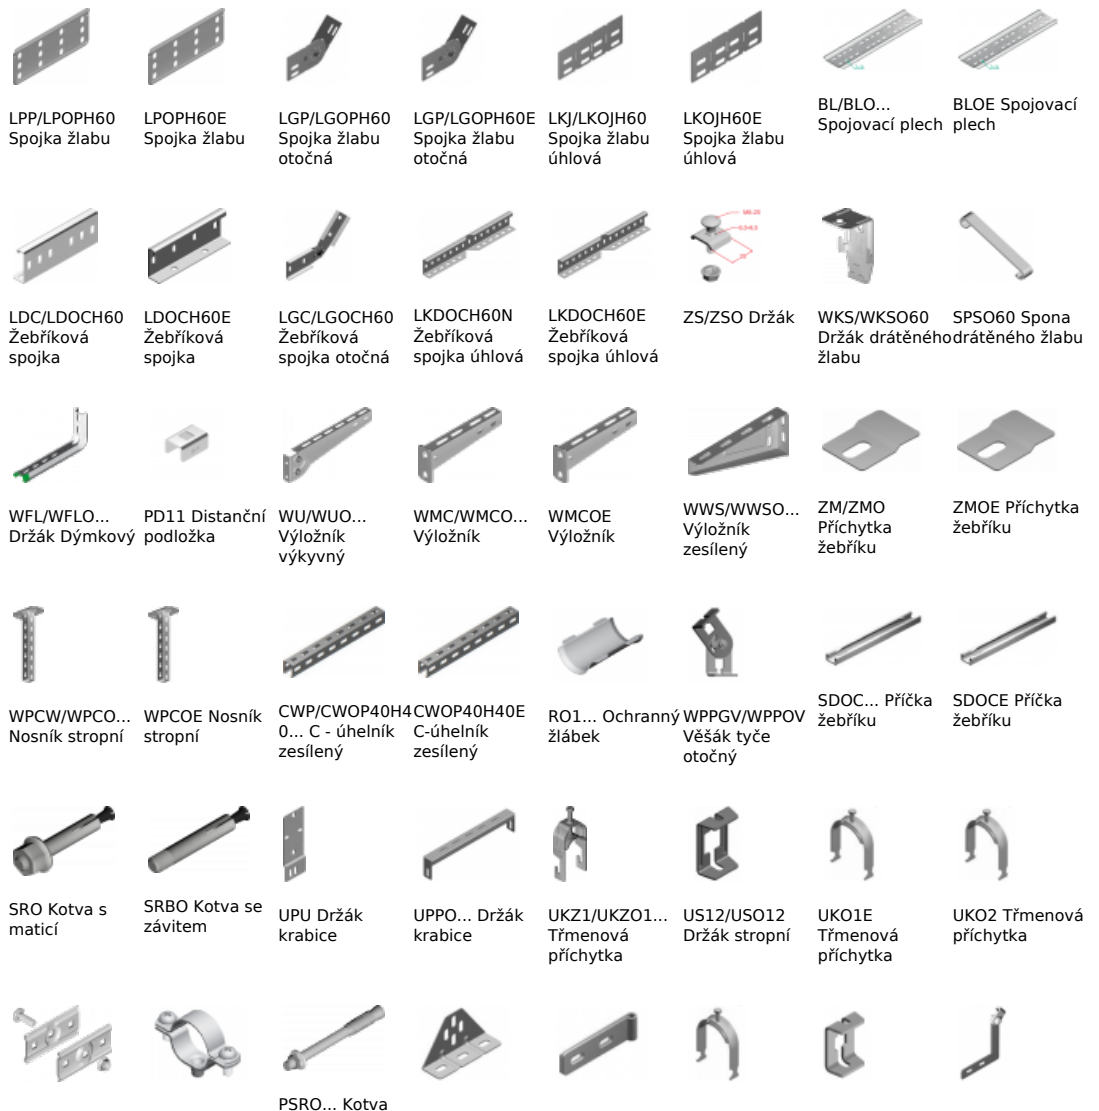 LPP/LPOPH60
Spojka žlabu
LPOPH60E
Spojka žlabu
LGP/LGOPH60
Spojka žlabu
otočná
LGP/LGOPH60E
Spojka žlabu
otočná
LKJ/LKOJH60
Spojka žlabu
úhlová
LKOJH60E
Spojka žlabu
úhlová
BL/BLO...
Spojovací plech
BLOE Spojovací
plech
LDC/LDOCH60
Žebříková
spojka
LDOCH60E
Žebříková
spojka
LGC/LGOCH60
Žebříková
spojka otočná
LKDOCH60N
Žebříková
spojka úhlová
LKDOCH60E
Žebříková
spojka úhlová
ZS/ZSO Držák
WKS/WKSO60
Držák drátěného
žlabu
SPSO60 Spona
drátěného žlabu
WFL/WFLO...
Držák Dýmkový
PD11 Distanční
podložka
WU/WUO...
Výložník
výkyvný
WMC/WMCO...
Výložník
WMCOE
Výložník
WWS/WWSO...
Výložník
zesílený
ZM/ZMO
Příchytka
žebříku
ZMOE Příchytka
žebříku
WPCW/WPCO...
Nosník stropní
WPCOE Nosník
stropní
CWP/CWOP40H4
0... C - úhelník
zesílený
CWOP40H40E
C-úhelník
zesílený
RO1... Ochranný
žlábek
WPPGV/WPPOV
Věšák tyče
otočný
SDOC... Příčka
žebříku
SDOCE Příčka
žebříku
SRO Kotva s
maticí
SRBO Kotva se
závitem
UPU Držák
krabice
UPPO... Držák
krabice
UKZ1/UKZO1...
Třmenová
příchytka
US12/USO12
Držák stropní
UKO1E
Třmenová
příchytka
UKO2 Třmenová
příchytka
PSRO... Kotva